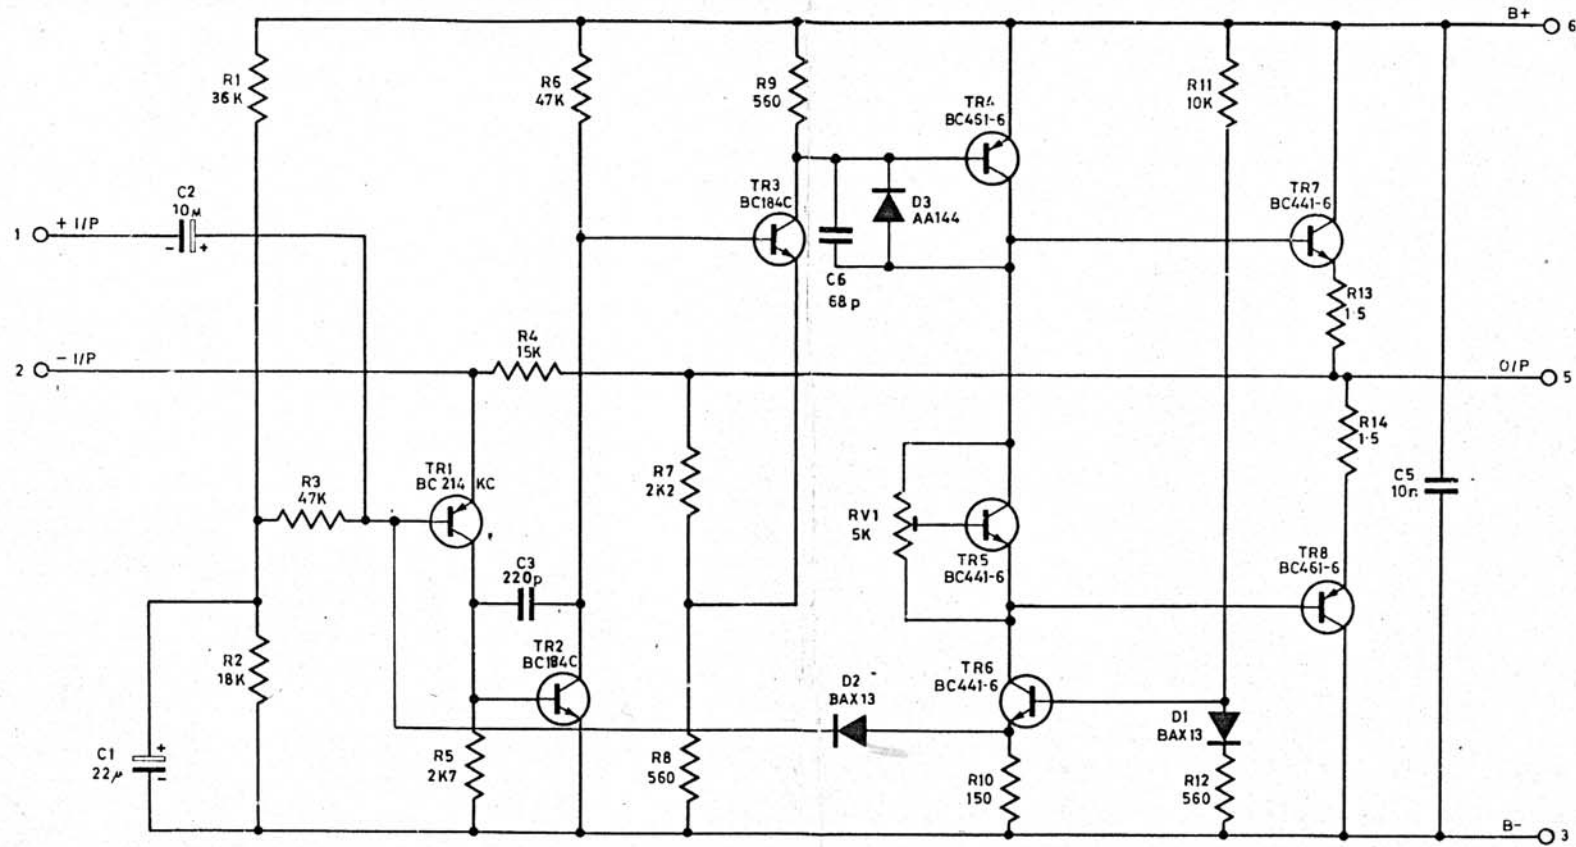 B+
6
R1
36K
R6
47K
R9
560
TR4
BC451-6
R11
10K
C2
10μ
- +
1
+ I/P
TR3
BC184C
D3
AA144
TR7
BC441-6
C6
68p
R13
1·5
2
- I/P
R4
15K
O/P
5
R14
1·5
R3
47K
TR1
BC 214 KC
R7
2K2
RV1
5K
C5
10n
TR5
BC441-6
TR8
BC461-6
C3
220p
R2
18K
TR2
BC184C
TR6
BC441-6
D2
BAX13
D1
BAX13
C1
22μ
+
-
R5
2K7
R8
560
R10
150
R12
560
B-
3